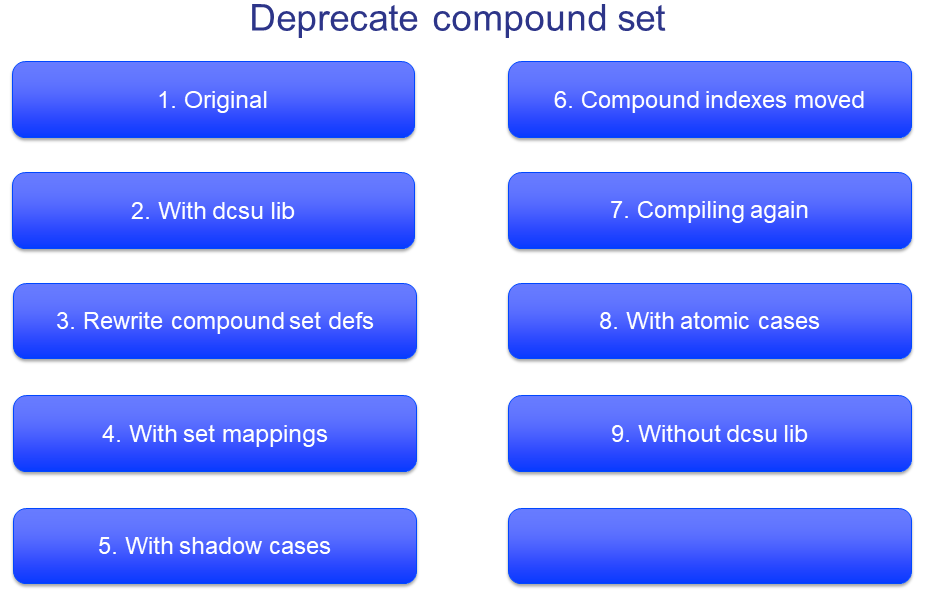 Deprecate compound set
1. Original
2. With dcsu lib
3. Rewrite compound set defs
4. With set mappings
5. With shadow cases
6. Compound indexes moved
7. Compiling again
8. With atomic cases
9. Without dcsu lib